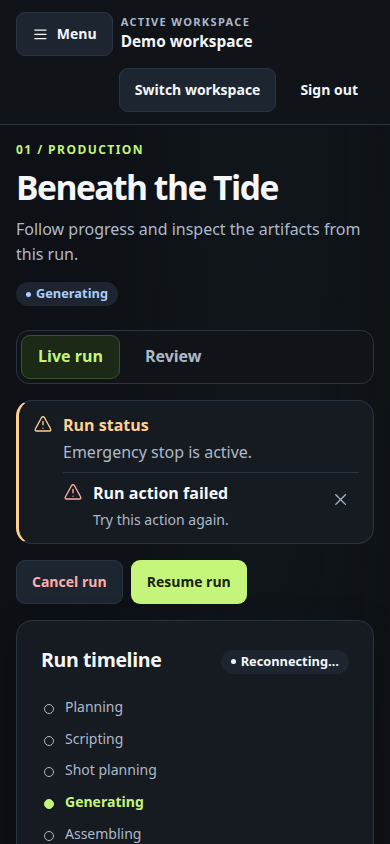 Menu
ACTIVE WORKSPACE
Demo workspace
Switch workspace
Sign out
01 / PRODUCTION
Beneath the Tide
Follow progress and inspect the artifacts from
this run.
Generating
Live run
Review
Run status
Emergency stop is active.
Run action failed
Try this action again.
Cancel run
Resume run
Run timeline
Reconnecting...
Planning
Scripting
Shot planning
Generating
Assembling